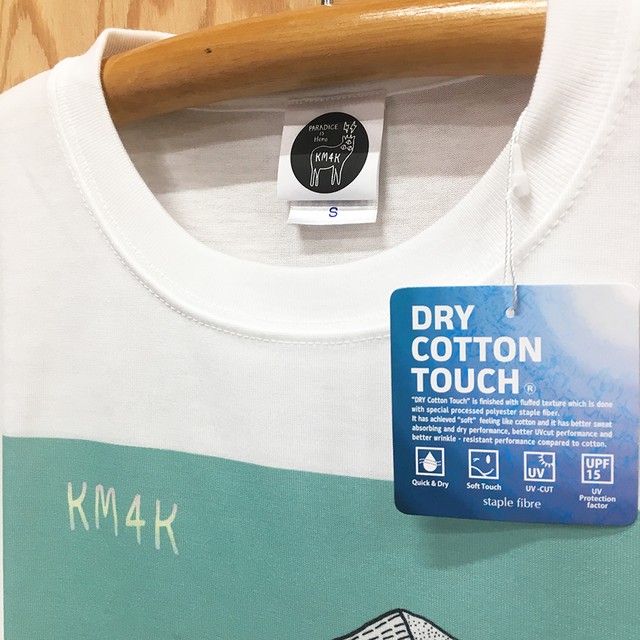 PARADICE
is
Here
KM4K
S
DRY
COTTON
TOUCH®
"DRY Cotton Touch" is finished with fluffed texture which is done
with special processed polyester staple fiber.
It has achieved "soft" feeling like cotton and it has better sweat
absorbing and dry performance, better UVcut performance and
better wrinkle - resistant performance compared to cotton.
Quick & Dry
Soft Touch
UV
UV -CUT
UPF
15
UV
Protection
factor
staple fibre
KM4K